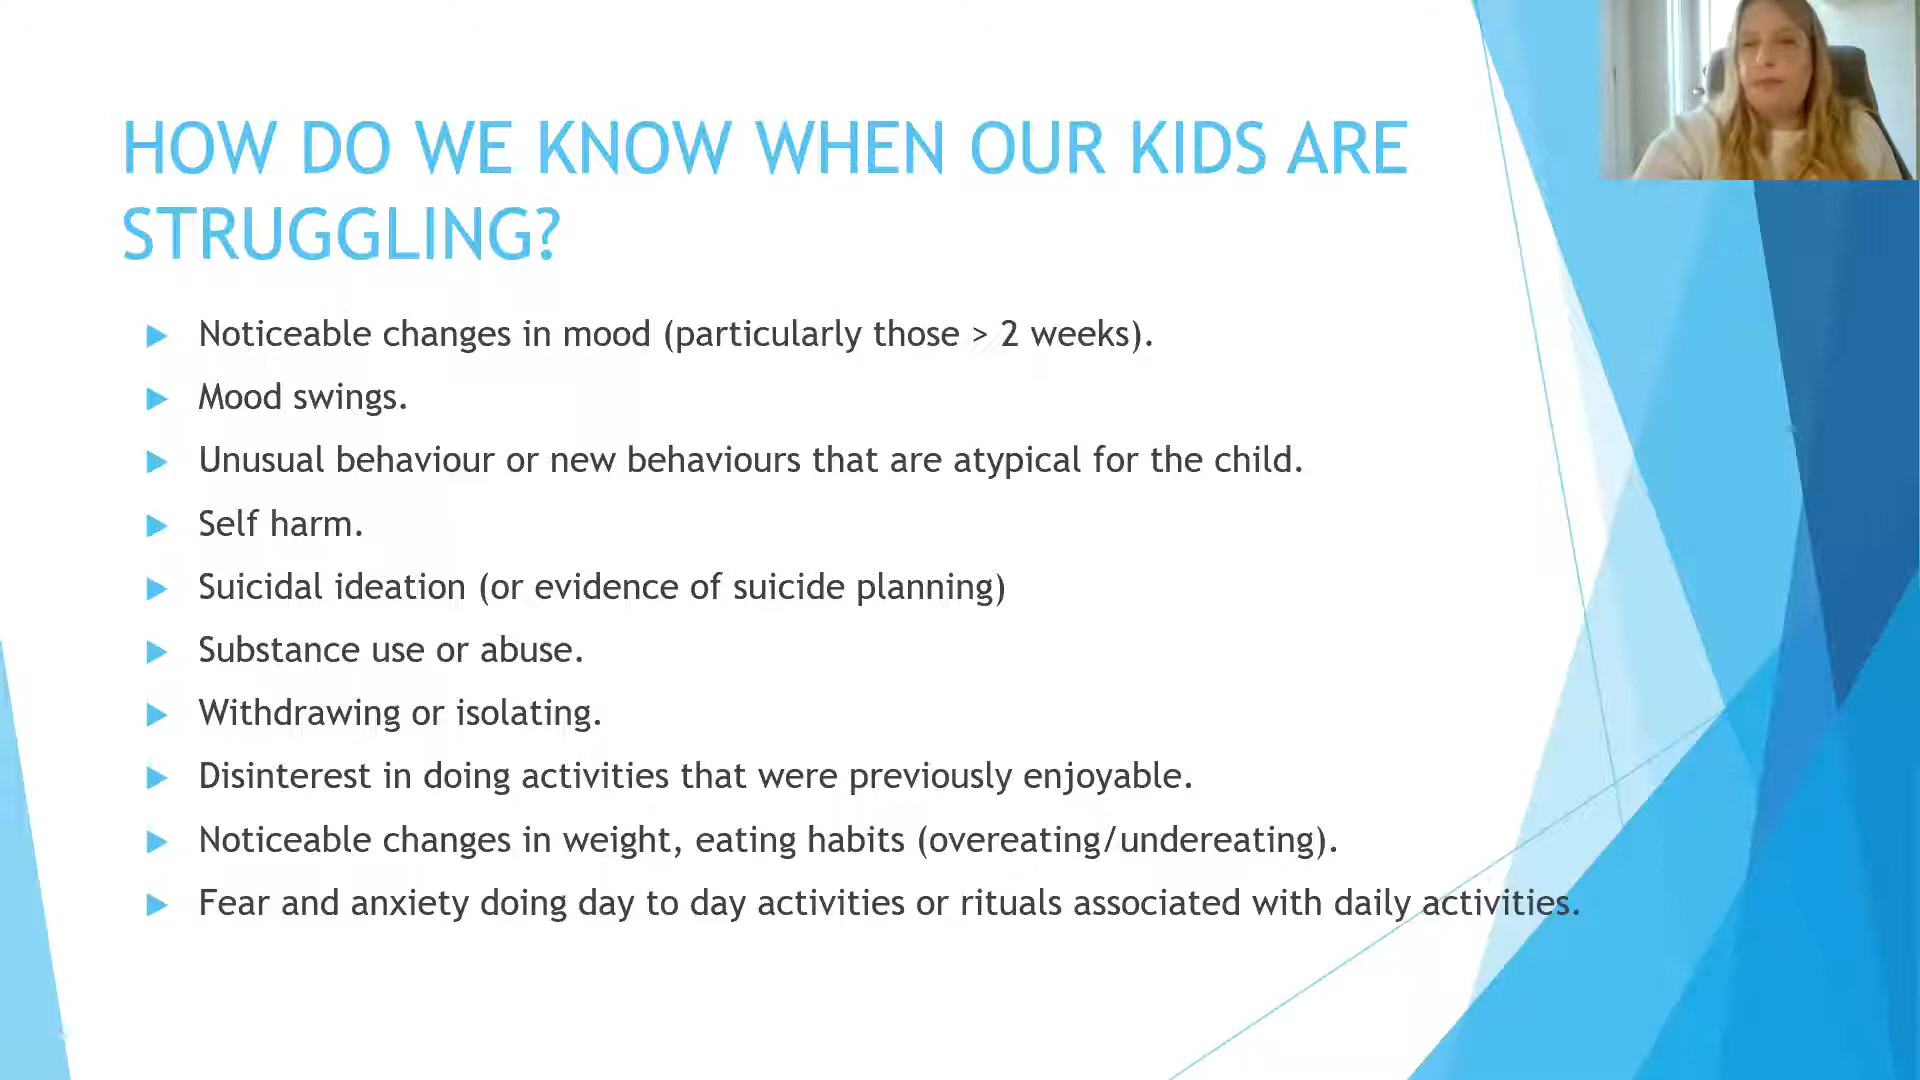 HOW DO WE KNOW WHEN OUR KIDS ARE
STRUGGLING?
Noticeable changes in mood (particularly those > 2 weeks).
Mood swings.
Unusual behaviour or new behaviours that are atypical for the child.
Self harm.
Suicidal ideation (or evidence of suicide planning)
Substance use or abuse.
Withdrawing or isolating.
Disinterest in doing activities that were previously enjoyable.
Noticeable changes in weight, eating habits (overeating/undereating).
Fear and anxiety doing day to day activities or rituals associated with daily activities.